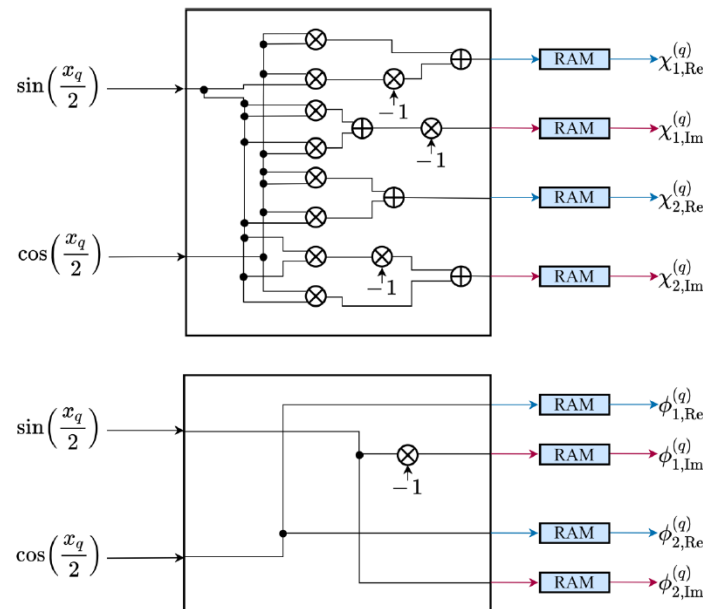 sin(x_q/2)
cos(x_q/2)
-1
-1
-1
-1
RAM χ_{1,Re}^{(q)}
RAM χ_{1,Im}^{(q)}
RAM χ_{2,Re}^{(q)}
RAM χ_{2,Im}^{(q)}
sin(x_q/2)
cos(x_q/2)
-1
RAM ϕ_{1,Re}^{(q)}
RAM ϕ_{1,Im}^{(q)}
RAM ϕ_{2,Re}^{(q)}
RAM ϕ_{2,Im}^{(q)}